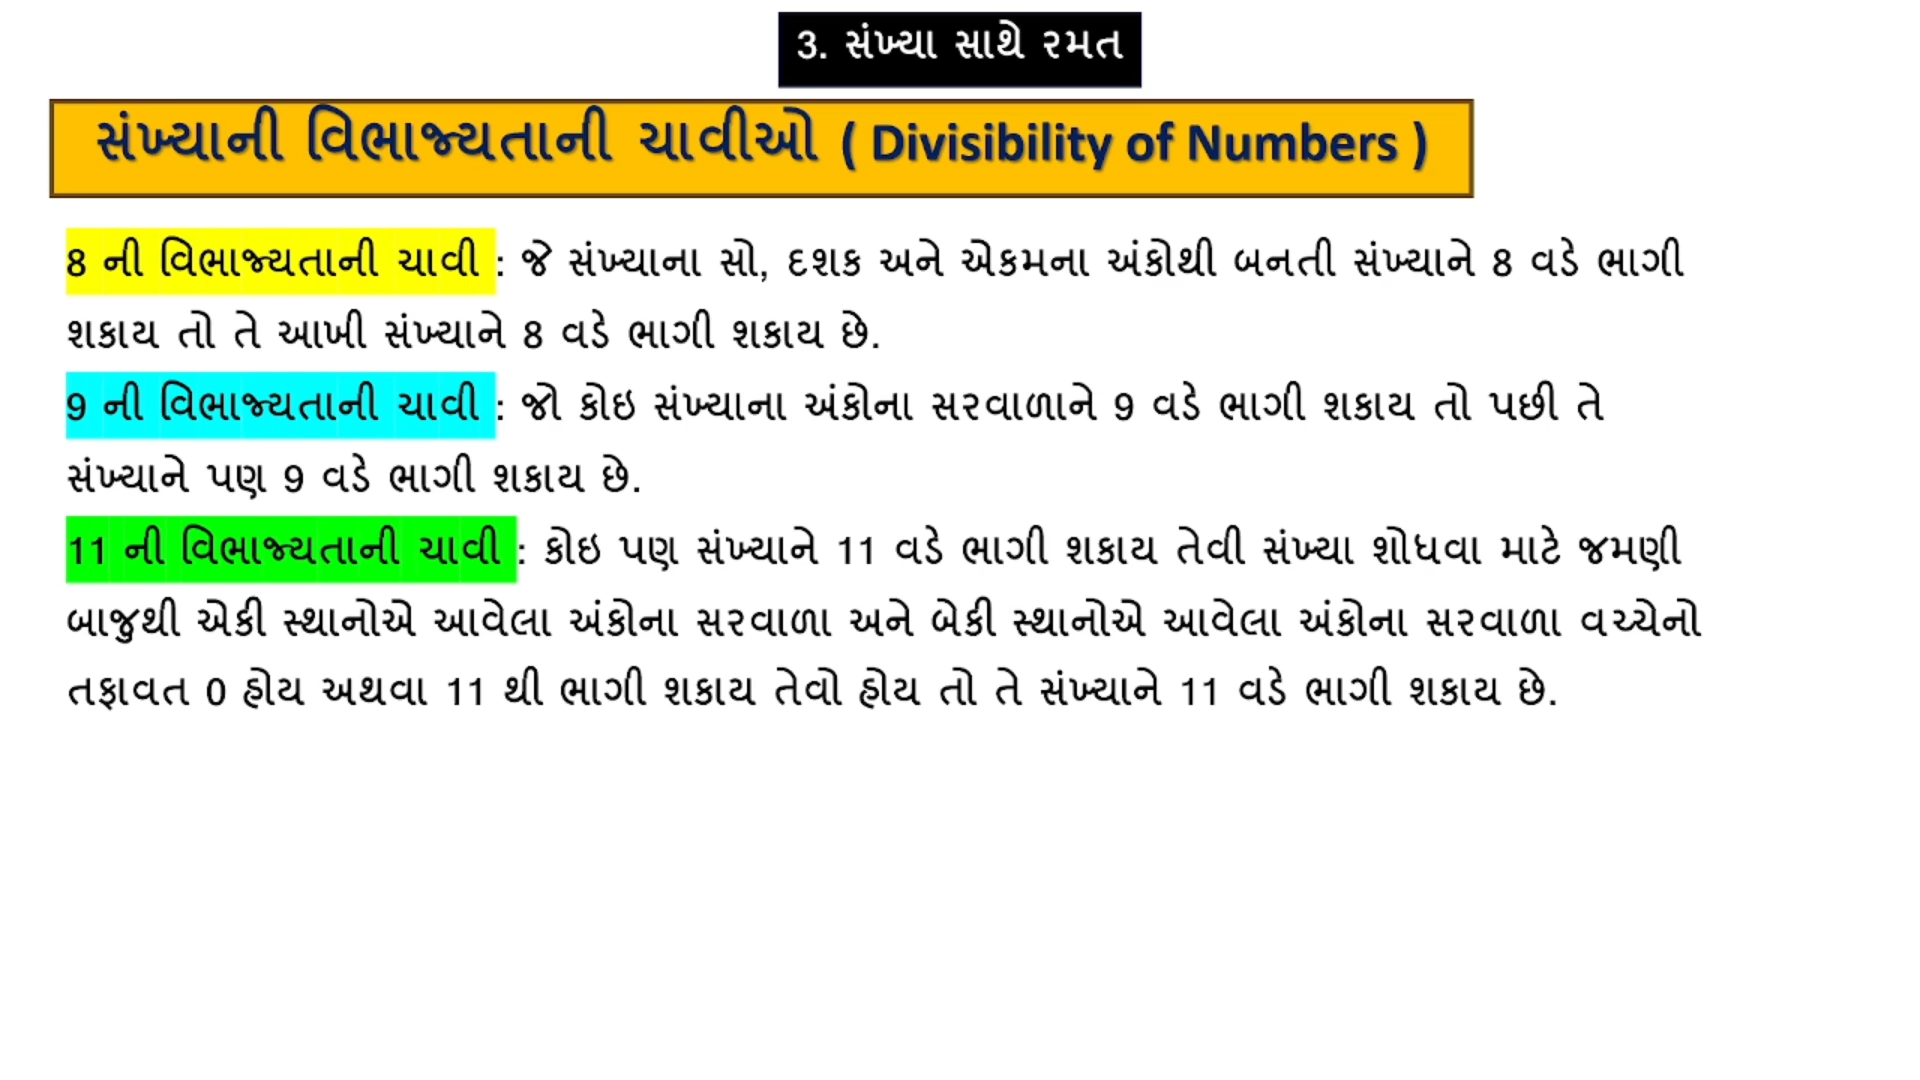 3. સંખ્યા સાથે રમત
સંખ્યાની વિભાજ્યતાની ચાવીઓ ( Divisibility of Numbers )
8 ની વિભાજ્યતાની ચાવી : જે સંખ્યાના સો, દશક અને એકમના અંકોથી બનતી સંખ્યાને 8 વડે ભાગી
શકાય તો તે આખી સંખ્યાને 8 વડે ભાગી શકાય છે.
9 ની વિભાજ્યતાની ચાવી : જો કોઇ સંખ્યાના અંકોના સરવાળાને 9 વડે ભાગી શકાય તો પછી તે
સંખ્યાને પણ 9 વડે ભાગી શકાય છે.
11 ની વિભાજ્યતાની ચાવી : કોઇ પણ સંખ્યાને 11 વડે ભાગી શકાય તેવી સંખ્યા શોધવા માટે જમણી
બાજુથી એકી સ્થાનોએ આવેલા અંકોના સરવાળા અને બેકી સ્થાનોએ આવેલા અંકોના સરવાળા વચ્ચેનો
તફાવત 0 હોય અથવા 11 થી ભાગી શકાય તેવો હોય તો તે સંખ્યાને 11 વડે ભાગી શકાય છે.